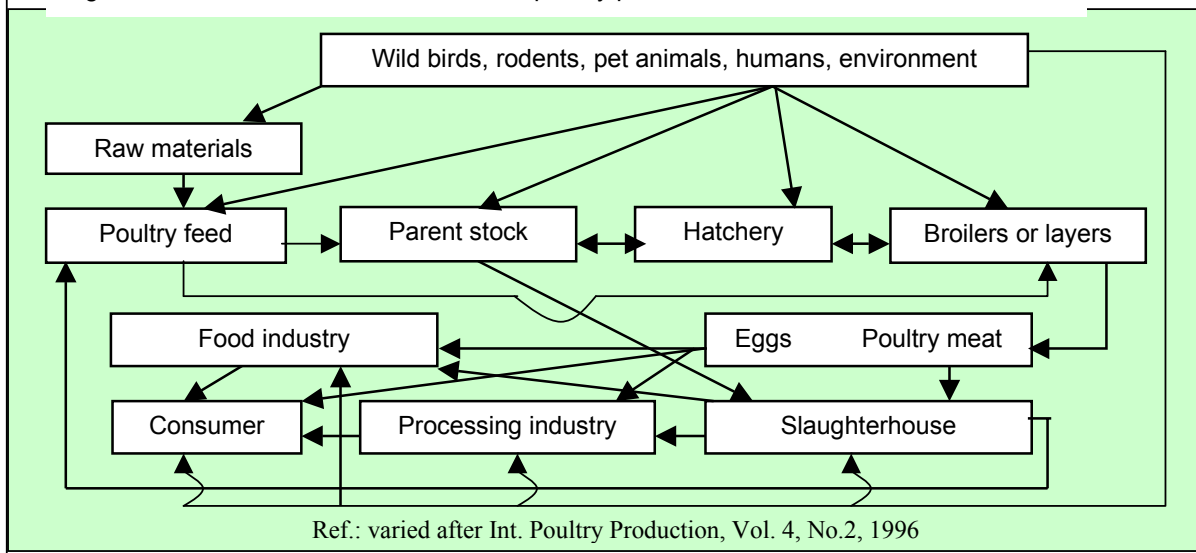 Wild birds, rodents, pet animals, humans, environment
Raw materials
Poultry feed
Parent stock
Hatchery
Broilers or layers
Food industry
Eggs Poultry meat
Consumer
Processing industry
Slaughterhouse
Ref.: varied after Int. Poultry Production, Vol. 4, No.2, 1996